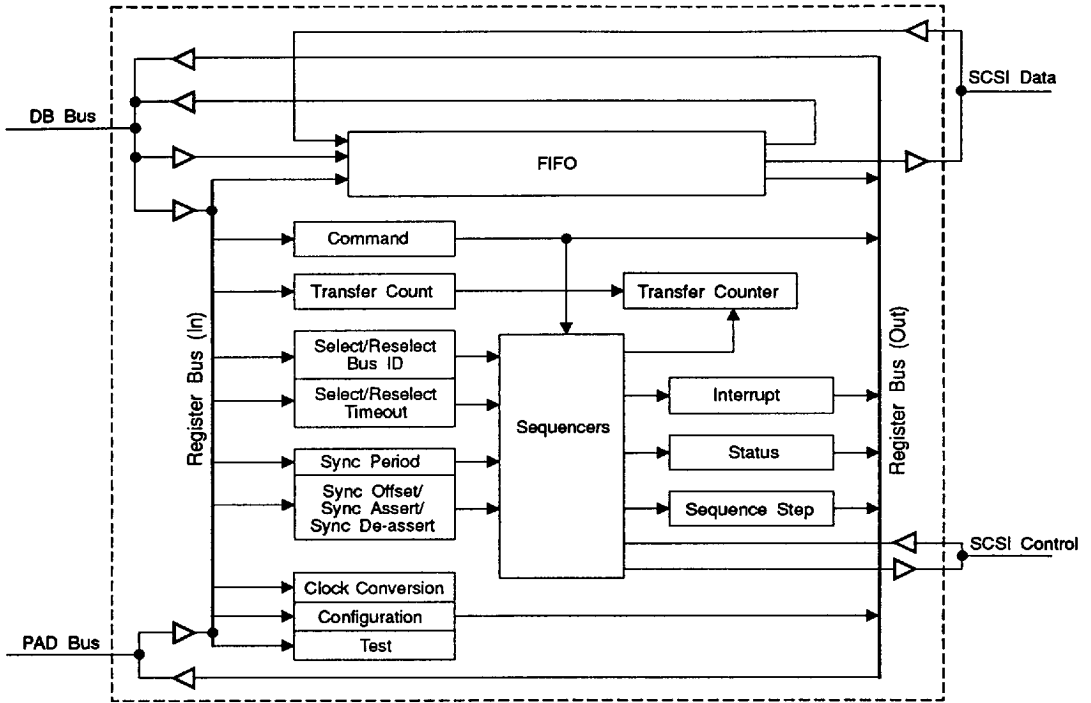 SCSI Data
DB Bus
FIFO
Command
Transfer Count
Transfer Counter
Register Bus (In)
Select/Reselect
Bus ID
Select/Reselect
Timeout
Sequencers
Interrupt
Register Bus (Out)
Sync Period
Status
Sync Offset/
Sync Assert/
Sync De-assert
Sequence Step
SCSI Control
Clock Conversion
Configuration
Test
PAD Bus